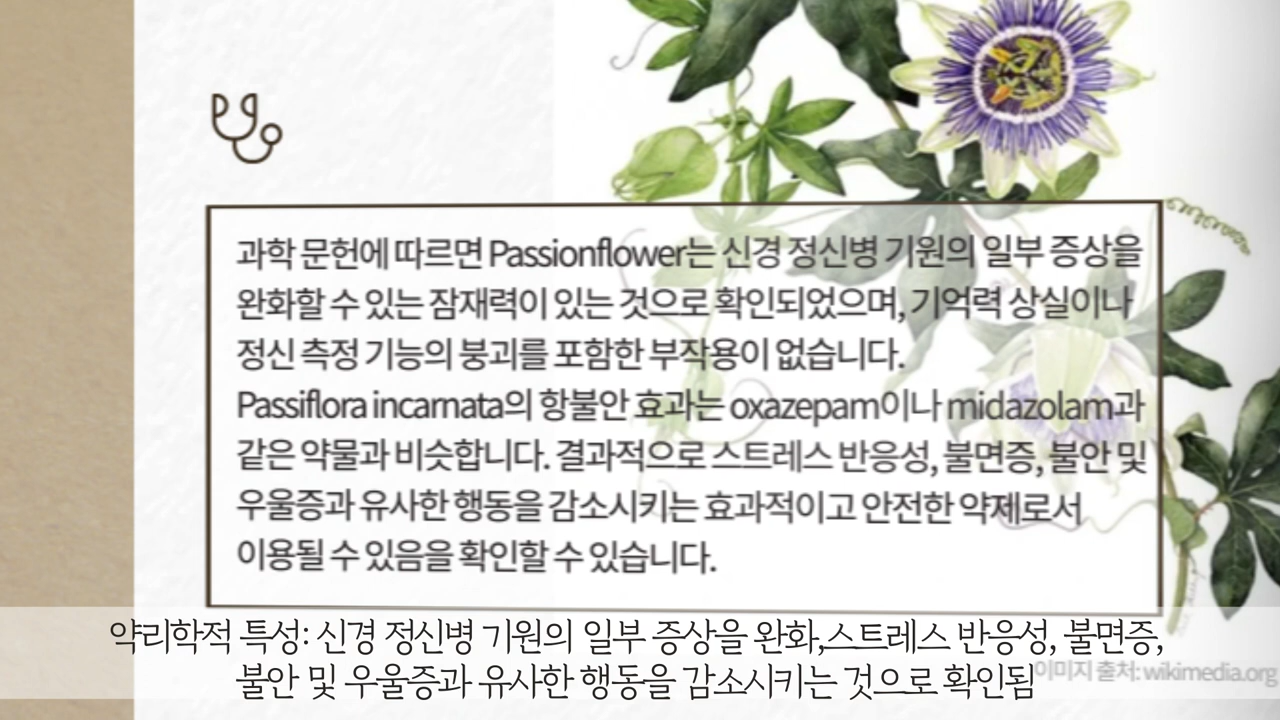 과학 문헌에 따르면 Passionflower는 신경 정신병 기원의 일부 증상을
완화할 수 있는 잠재력이 있는 것으로 확인되었으며, 기억력 상실이나
정신 측정 기능의 붕괴를 포함한 부작용이 없습니다.
Passiflora incarnata의 항불안 효과는 oxazepam이나 midazolam과
같은 약물과 비슷합니다. 결과적으로 스트레스 반응성, 불면증, 불안 및
우울증과 유사한 행동을 감소시키는 효과적이고 안전한 약제로서
이용될 수 있음을 확인할 수 있습니다.
약리학적 특성: 신경 정신병 기원의 일부 증상을 완화,스트레스 반응성, 불면증,
불안 및 우울증과 유사한 행동을 감소시키는 것으로 확인됨
이미지 출처: wikimedia.org